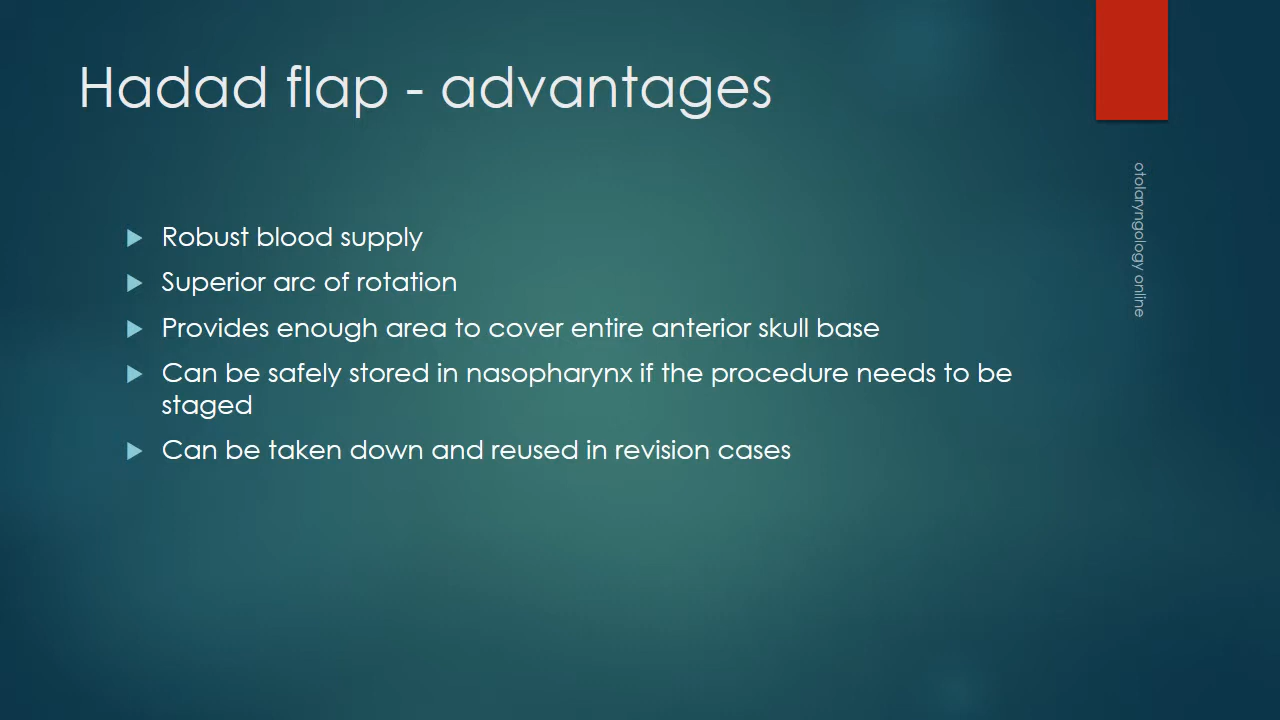 Hadad flap - advantages
Robust blood supply
Superior arc of rotation
Provides enough area to cover entire anterior skull base
Can be safely stored in nasopharynx if the procedure needs to be
staged
Can be taken down and reused in revision cases
otolaryngology online